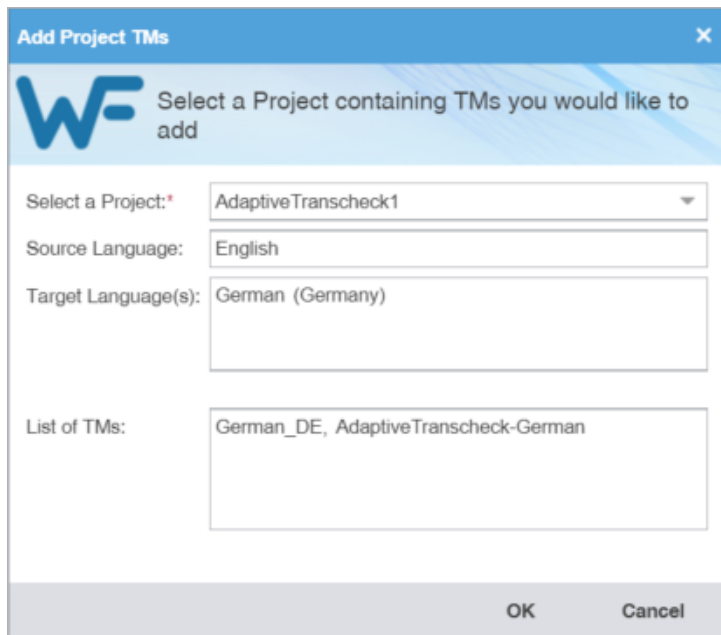 Add Project TMs
WF
Select a Project containing TMs you would like to
add
Select a Project:* AdaptiveTranscheck1
Source Language: English
Target Language(s): German (Germany)
List of TMs: German_DE, AdaptiveTranscheck-German
OK Cancel